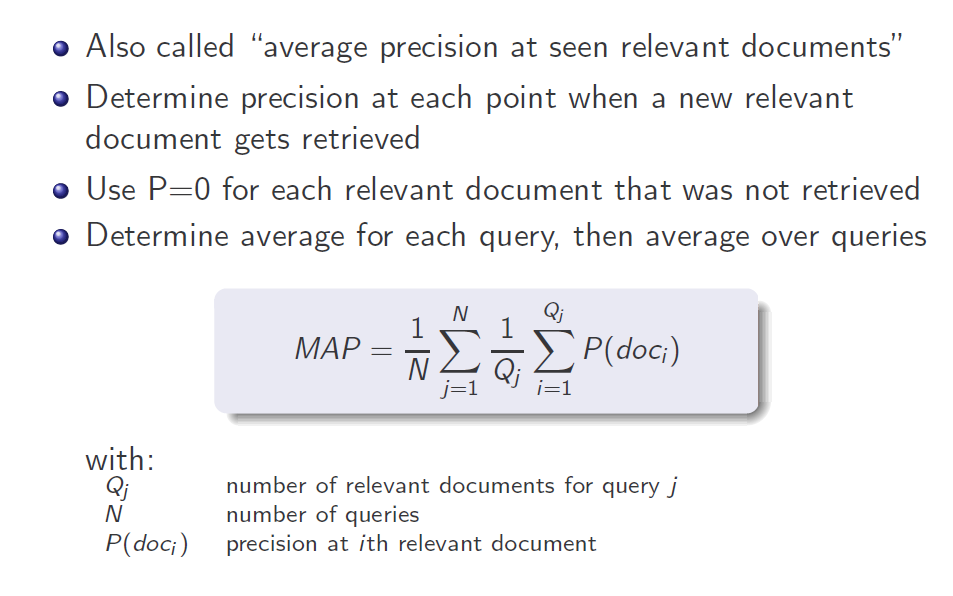 Also called “average precision at seen relevant documents”
Determine precision at each point when a new relevant
document gets retrieved
Use P=0 for each relevant document that was not retrieved
Determine average for each query, then average over queries
MAP = \frac{1}{N} \sum_{j=1}^{N} \frac{1}{Q_j} \sum_{i=1}^{Q_j} P(doc_i)
with:
Q_j number of relevant documents for query j
N number of queries
P(doc_i) precision at ith relevant document